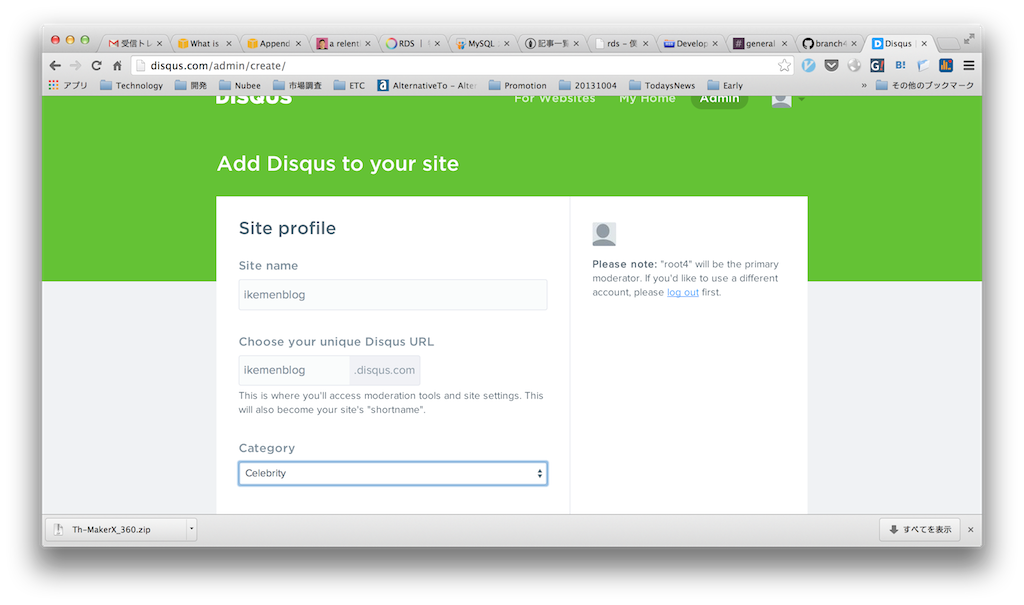 受信トレ
What is
Append
a relenti
RDS |
MySQL
記事一覧
rds - 仮
Develop
general
branch
Disqus |
disqus.com/admin/create/
アプリ
Technology
開発
Nubee
市場調査
ETC
AlternativeTo - Alte
Promotion
20131004
TodaysNews
Early
»
その他のブックマーク
DISQUS
For Websites
My Home
Admin
Add Disqus to your site
Site profile
Site name
ikemenblog
Choose your unique Disqus URL
ikemenblog .disqus.com
This is where you'll access moderation tools and site settings. This
will also become your site's "shortname".
Category
Celebrity
Please note: "root4" will be the primary
moderator. If you'd like to use a different
account, please log out first.
Th-MakerX_360.zip
すべてを表示